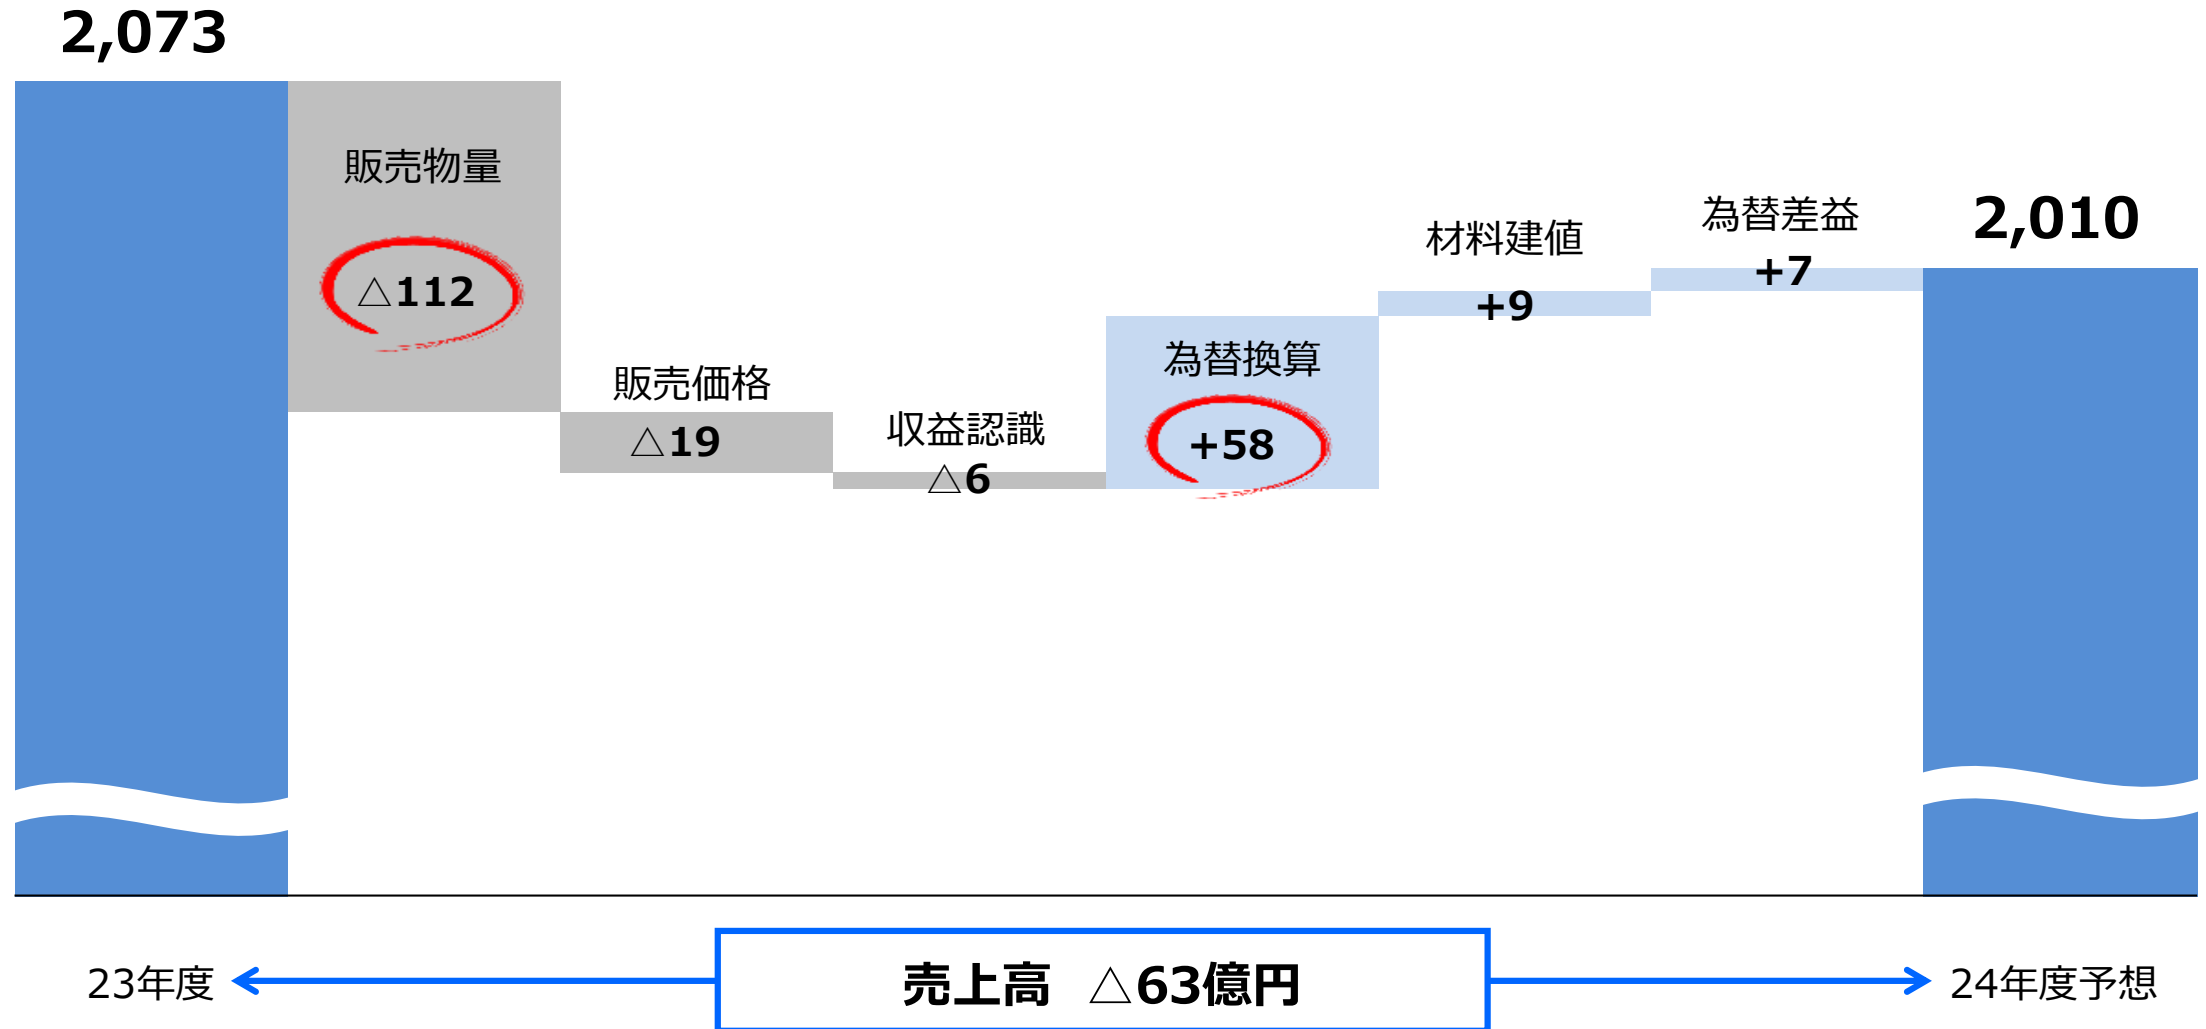 2,073
販売物量
△112
販売価格
△19
収益認識
△6
為替換算
+58
材料建値
+9
為替差益
+7
2,010
23年度
売上高 △63億円
24年度予想